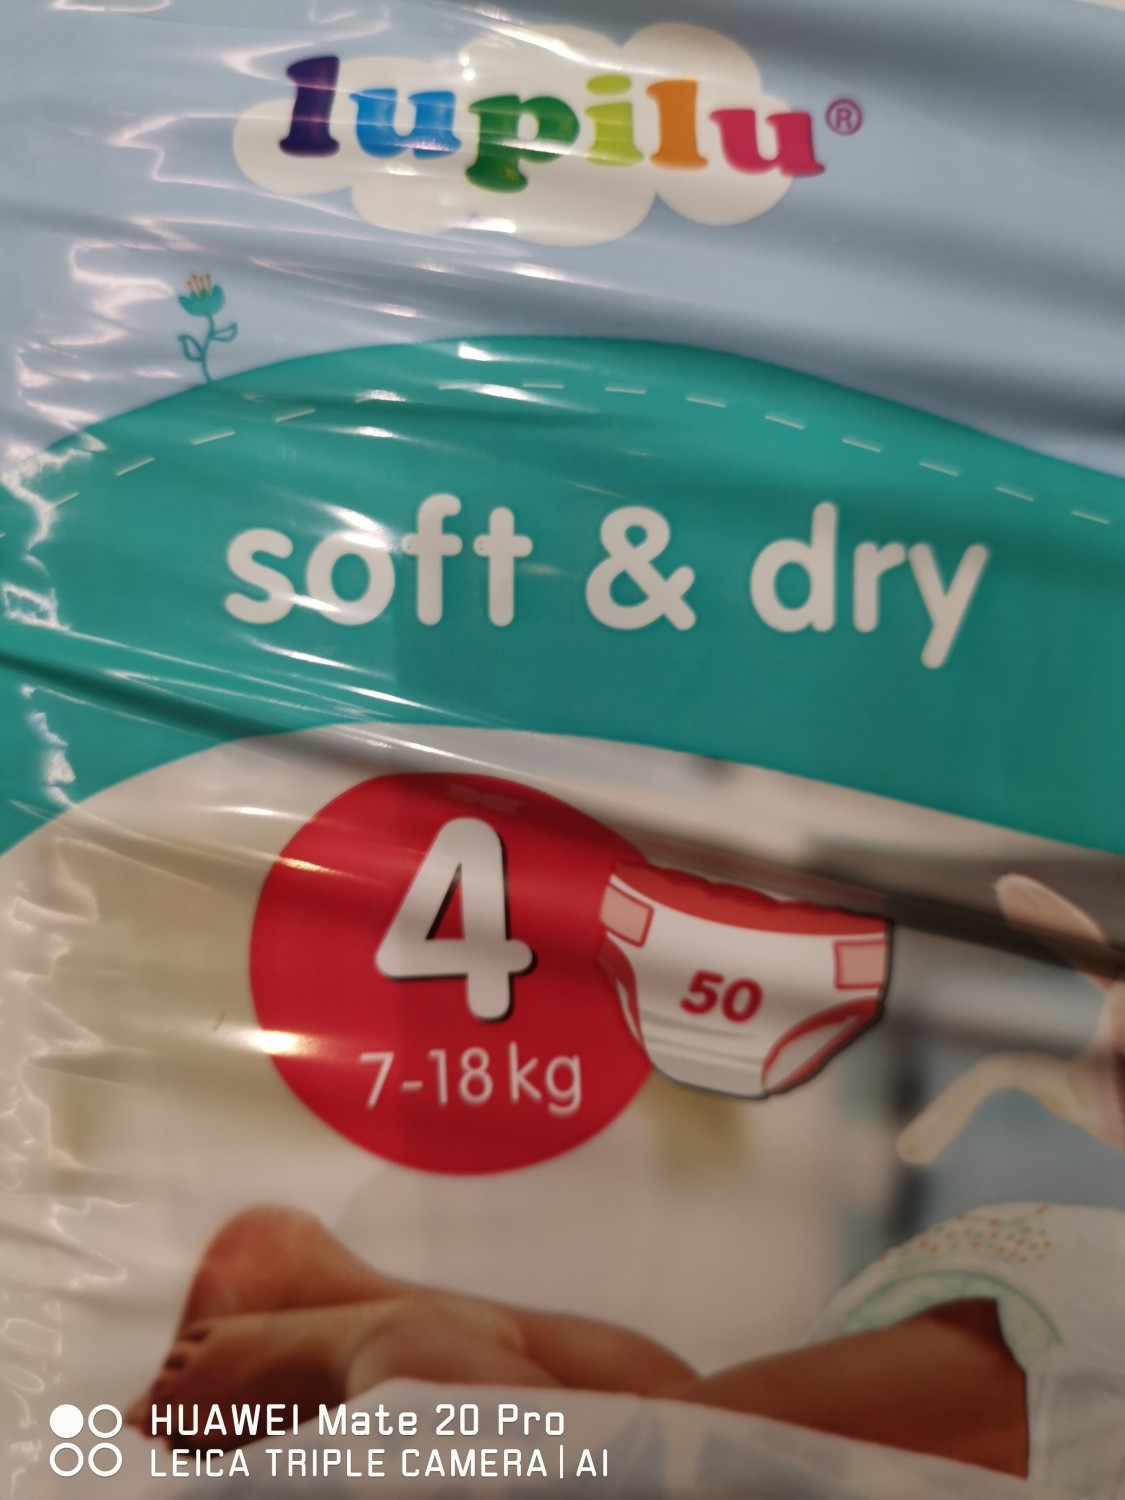 lupilu®
soft & dry
4
50
7-18 kg
HUAWEI Mate 20 Pro
LEICA TRIPLE CAMERA | AI